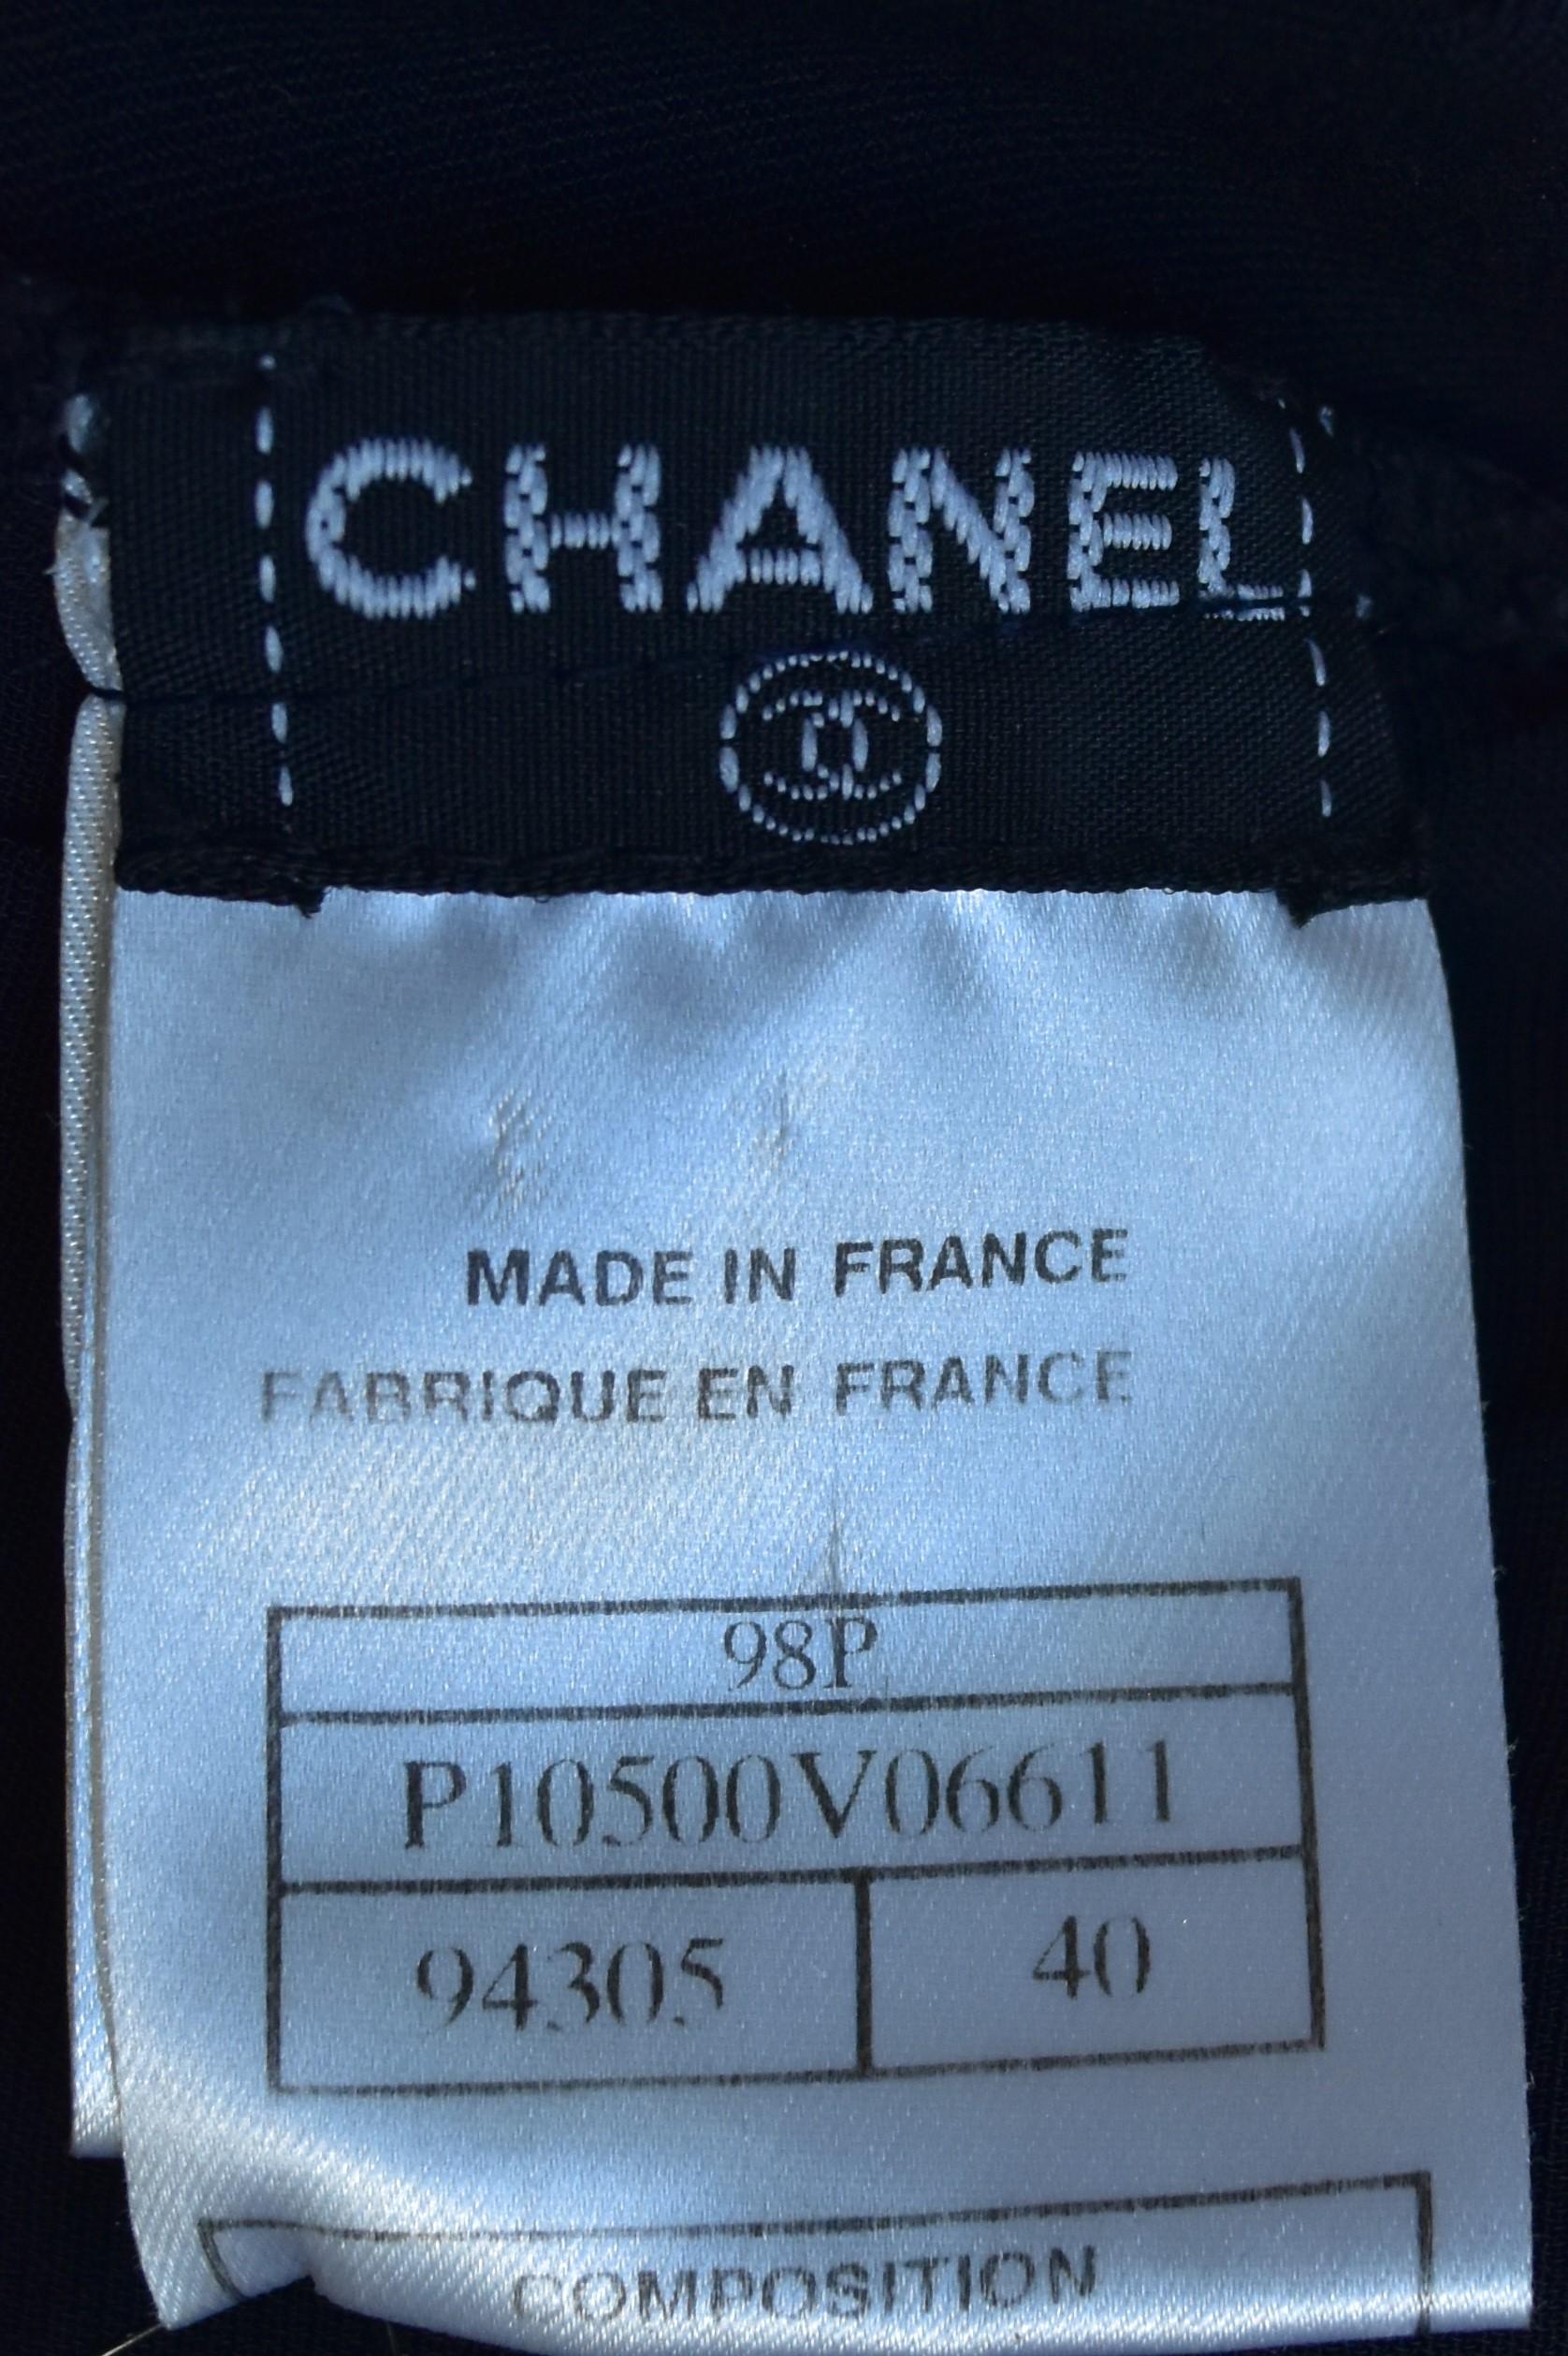 CHANEL
MADE IN FRANCE
FABRIQUE EN FRANCE
98P
P10500V06611
94305 40
COMPOSITION